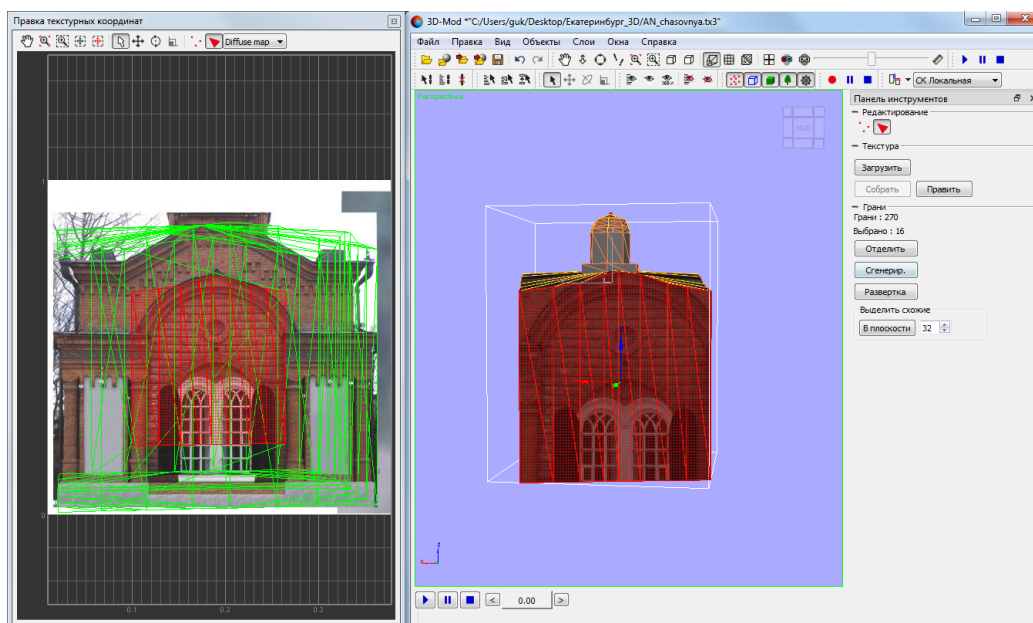 Правка текстурных координат
Diffuse map
1
0
0.1
0.2
0.3
3D-Mod *"C:/Users/guk/Desktop/Екатеринбург_3D/AN_chasovnya.tx3"
Файл Правка Вид Объекты Слои Окна Справка
СК Локальная
Perspective
z
x
0.00
Панель инструментов
Редактирование
Текстура
Загрузить
Собрать Править
Грани
Грани : 270
Выбрано : 16
Отделить
Сгенерир.
Развертка
Выделить схожие
В плоскости 32